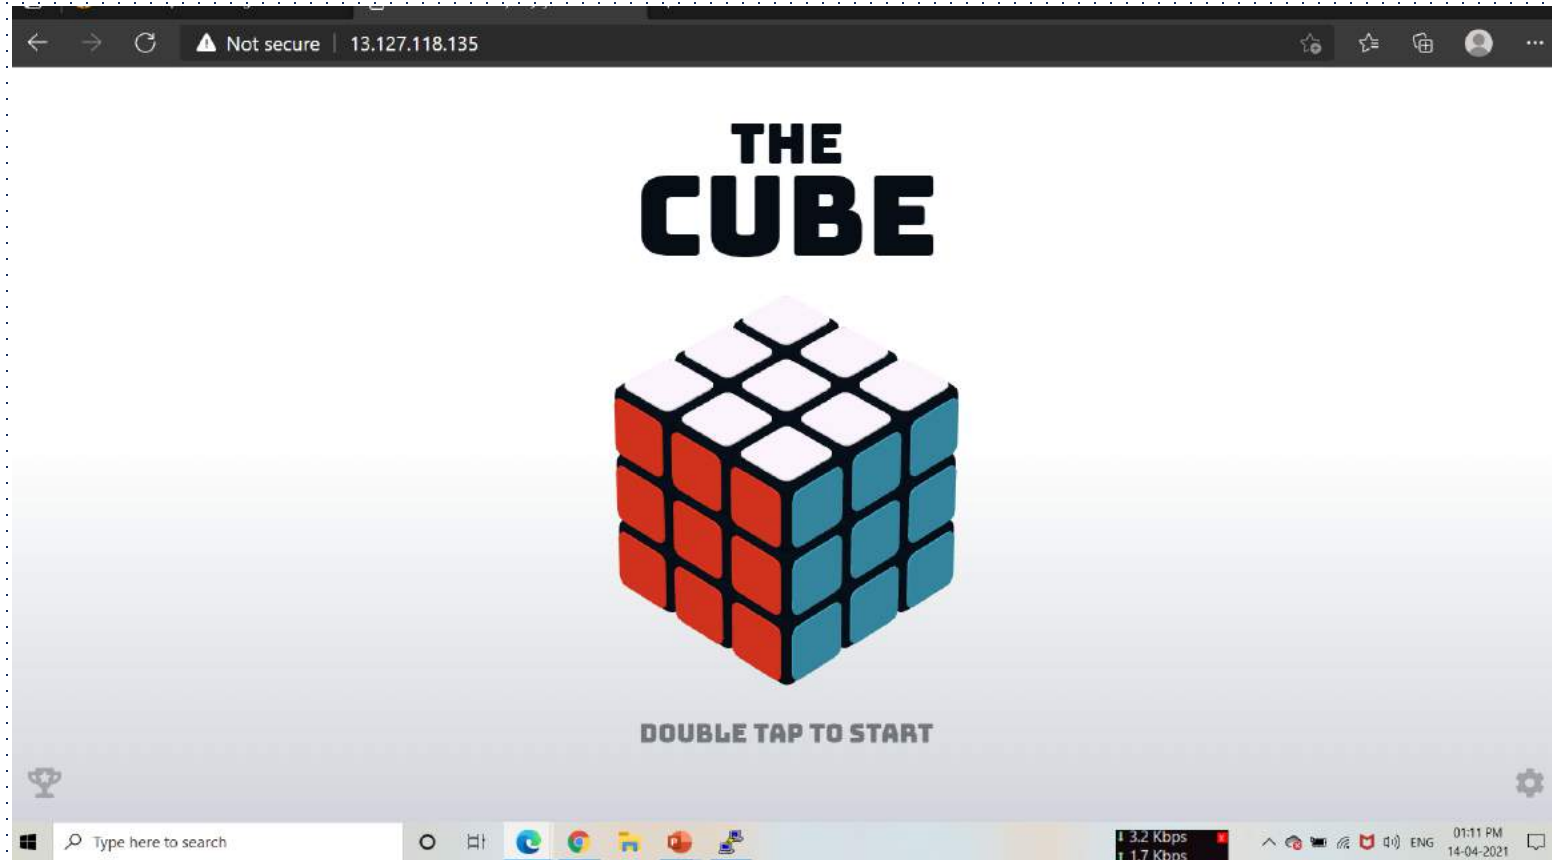 Not secure 13.127.118.135
THE
CUBE
DOUBLE TAP TO START
Type here to search
3.2 Kbps
1.7 Kbps
ENG
01:11 PM
14-04-2021